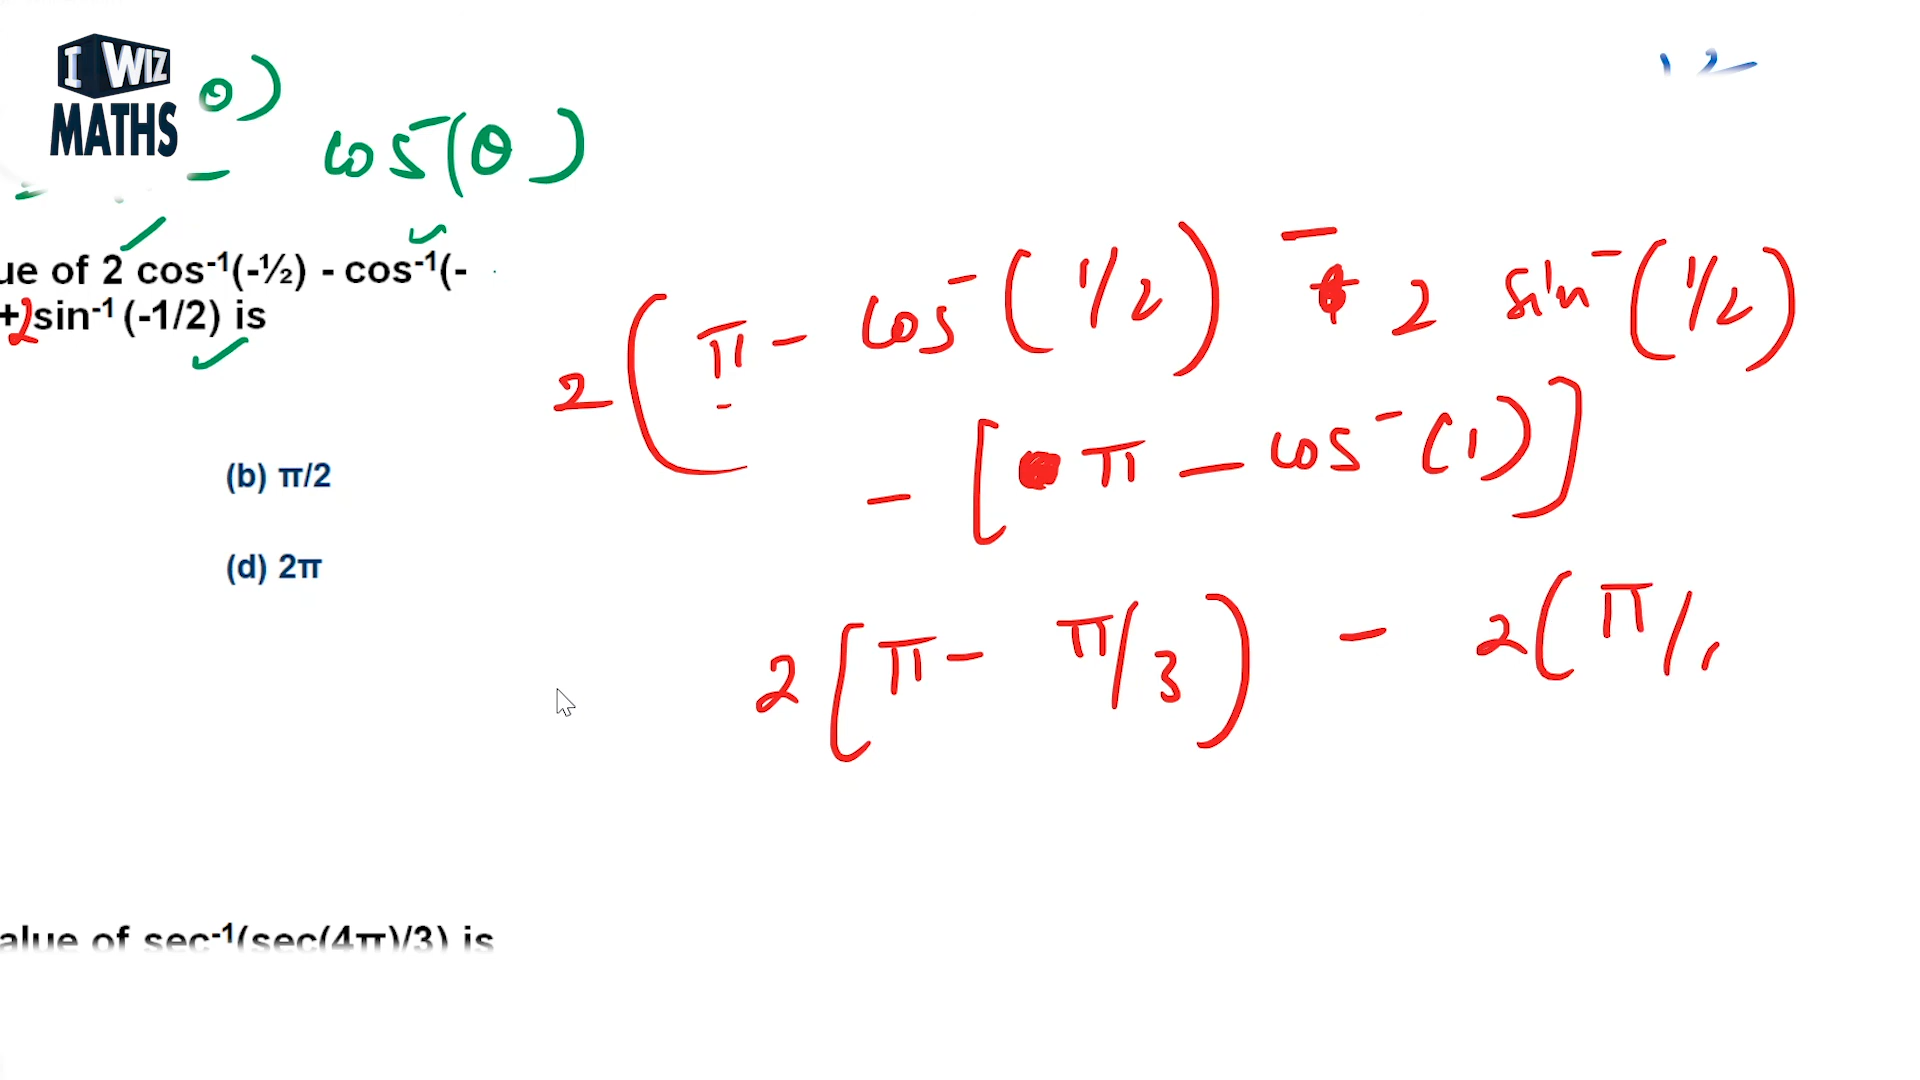 I WIZ
MATHS
θ)
cos⁻(θ)
ue of 2 cos⁻¹(-½) - cos⁻¹(-
+2sin⁻¹ (-1/2) is
(b) π/2
(d) 2π
2(π - cos⁻(1/2) - 2 sin⁻(1/2)
- [π - cos⁻(1)]
2[π - π/3) - 2(π/
alue of sec⁻¹(sec(4π)/3) is